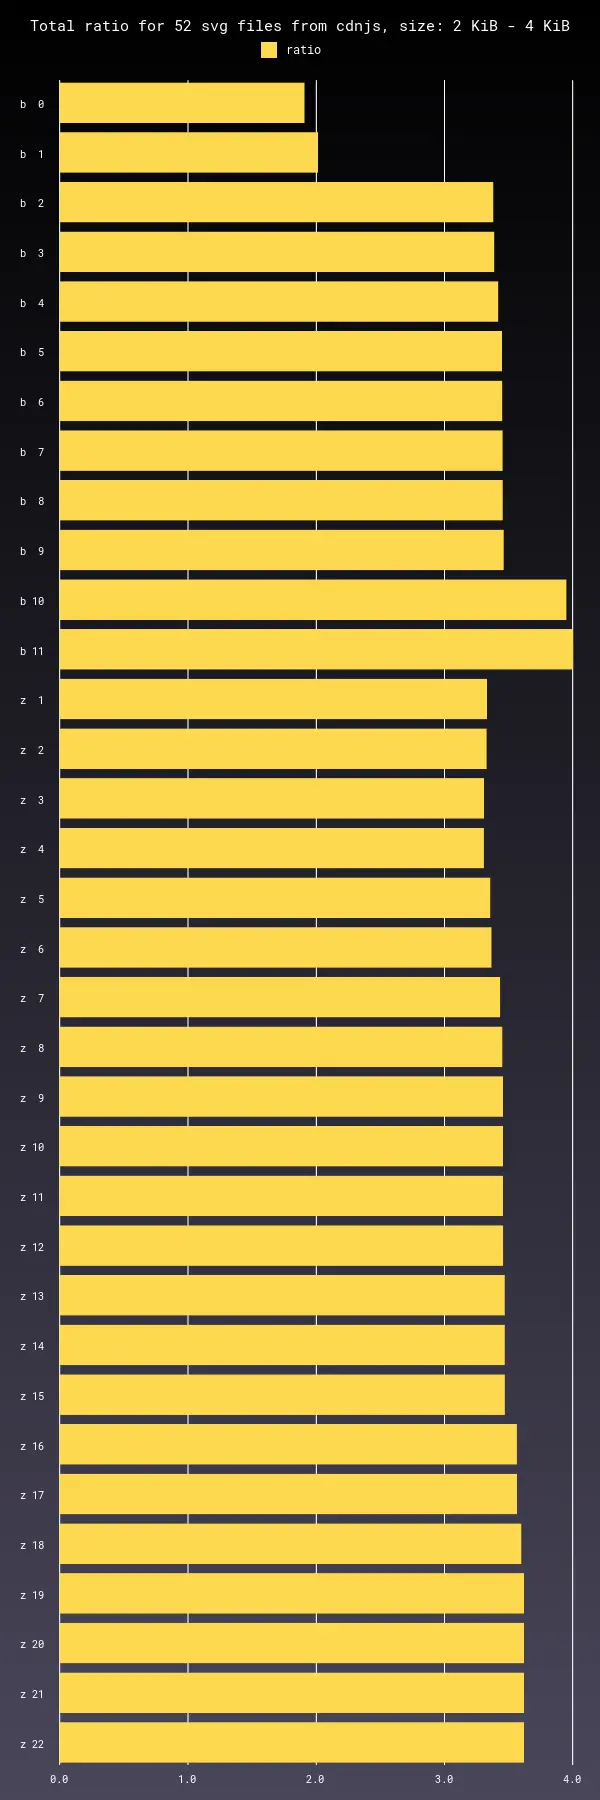 Total ratio for 52 svg files from cdnjs, size: 2 KiB - 4 KiB
ratio
b 0
b 1
b 2
b 3
b 4
b 5
b 6
b 7
b 8
b 9
b 10
b 11
z 1
z 2
z 3
z 4
z 5
z 6
z 7
z 8
z 9
z 10
z 11
z 12
z 13
z 14
z 15
z 16
z 17
z 18
z 19
z 20
z 21
z 22
0.0 1.0 2.0 3.0 4.0